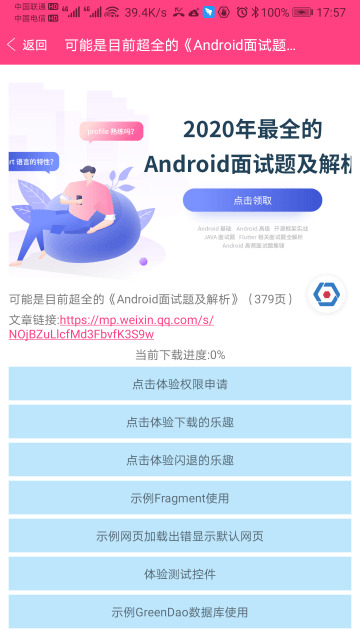 中国联通 HD
中国电信 HD
4G 4G 39.4K/s 100% 17:57
返回 可能是目前超全的《Android面试题...
profile 熟练吗?
rt 语言的特性?
2020年最全的
Android面试题及解析
点击领取
Android 基础 Android 高级 开源框架实战
JAVA 面试题 Flutter 相关面试题全解析
Android 高频面试题集锦
可能是目前超全的《Android面试题及解析》（379页）
文章链接:https://mp.weixin.qq.com/s/
NOjBZuLlcfMd3FbvfK3S9w
当前下载进度:0%
点击体验权限申请
点击体验下载的乐趣
点击体验闪退的乐趣
示例Fragment使用
示例网页加载出错显示默认网页
体验测试控件
示例GreenDao数据库使用